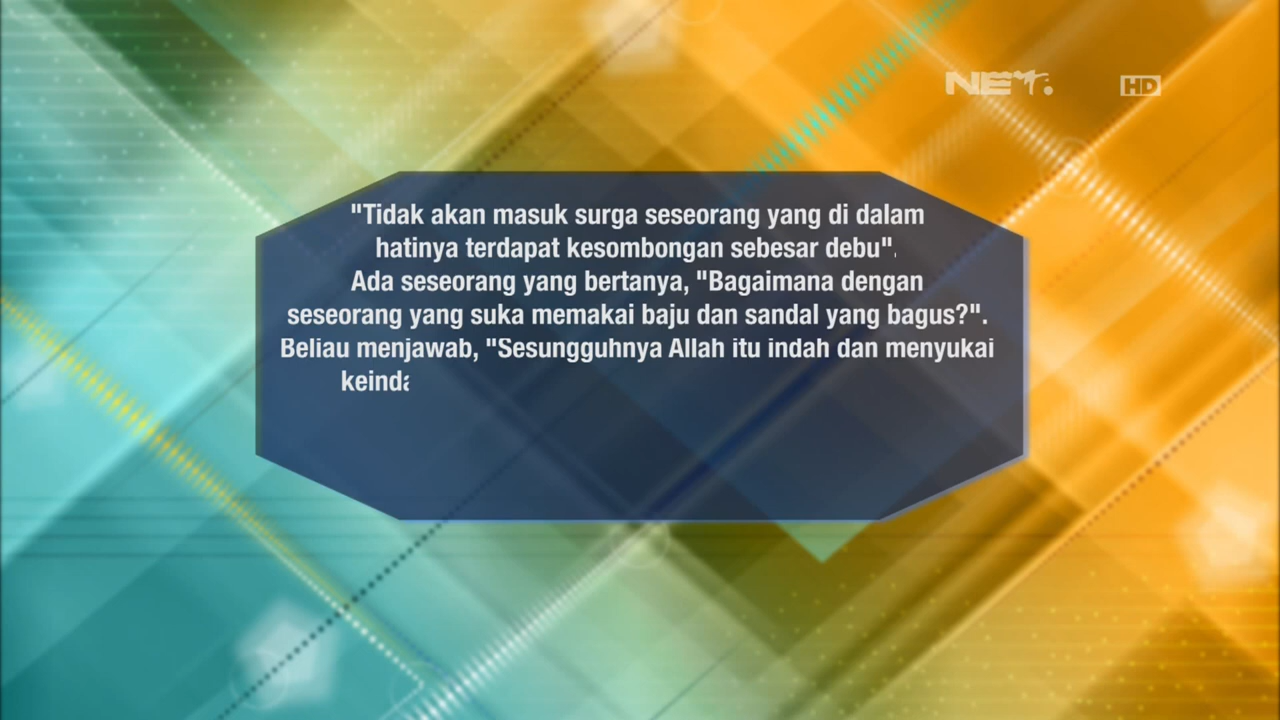 NET.
HD
"Tidak akan masuk surga seseorang yang di dalam
hatinya terdapat kesombongan sebesar debu".
Ada seseorang yang bertanya, "Bagaimana dengan
seseorang yang suka memakai baju dan sandal yang bagus?".
Beliau menjawab, "Sesungguhnya Allah itu indah dan menyukai
keinda